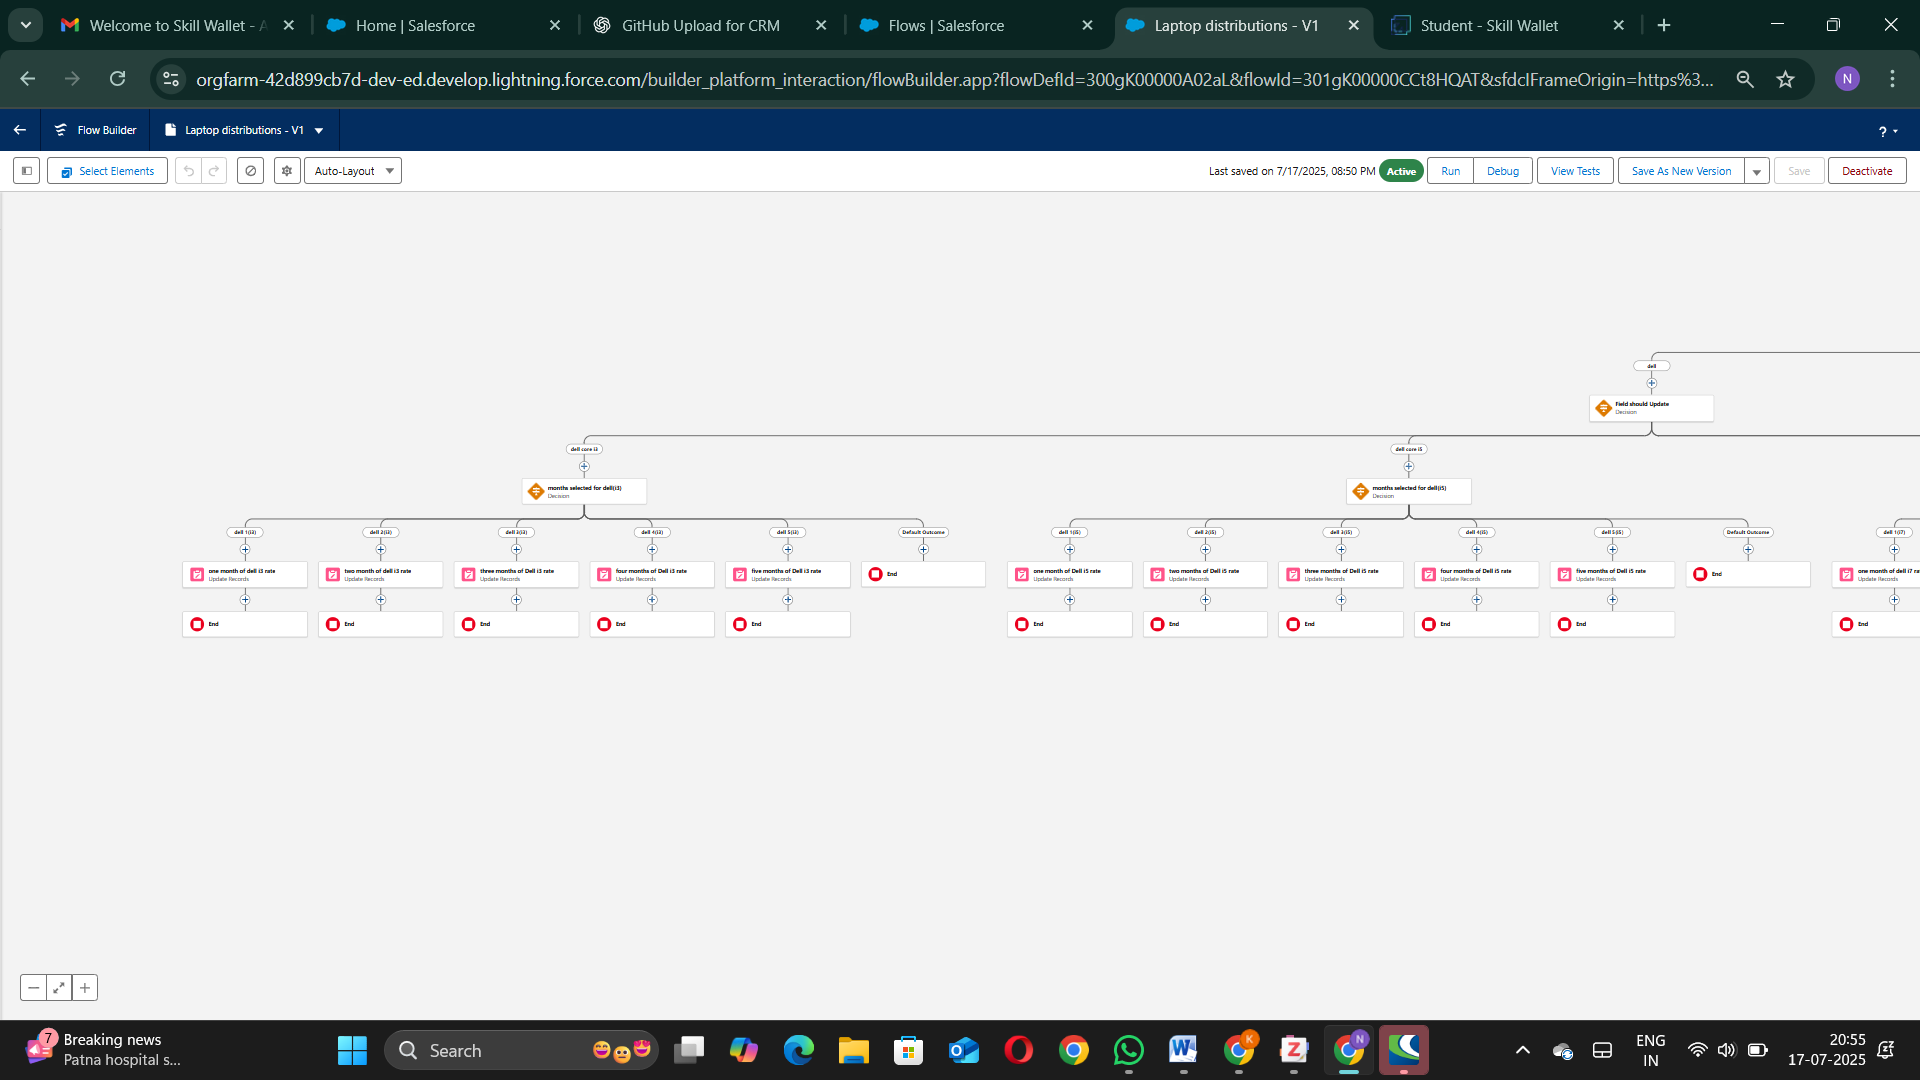 Welcome to Skill Wallet - A
Home | Salesforce
GitHub Upload for CRM
Flows | Salesforce
Laptop distributions - V1
Student - Skill Wallet
orgfarm-42d899cb7d-dev-ed.develop.lightning.force.com/builder_platform_interaction/flowBuilder.app?flowDefId=300gK00000A02aL&flowId=301gK00000CCt8HQAT&sfdcIFrameOrigin=https%3...
N
Flow Builder
Laptop distributions - V1
?
Select Elements
Auto-Layout
Last saved on 7/17/2025, 08:50 PM
Active
Run
Debug
View Tests
Save As New Version
Save
Deactivate
dell
Field should Update
Decision
dell core i3
dell core i5
months selected for dell(i3)
Decision
months selected for dell(i5)
Decision
dell 1(i3)
dell 2(i3)
dell 3(i3)
dell 4(i3)
dell 5(i3)
Default Outcome
dell 1(i5)
dell 2(i5)
dell 3(i5)
dell 4(i5)
dell 5(i5)
Default Outcome
dell 1(i7)
one month of dell i3 rate
Update Records
two month of dell i3 rate
Update Records
three months of Dell i3 rate
Update Records
four months of Dell i3 rate
Update Records
five months of Dell i3 rate
Update Records
End
one month of Dell i5 rate
Update Records
two months of Dell i5 rate
Update Records
three months of Dell i5 rate
Update Records
four months of Dell i5 rate
Update Records
five months of Dell i5 rate
Update Records
End
one month of dell i7 r
Update Records
End
End
End
End
End
End
End
End
End
End
End
7
Breaking news
Patna hospital s...
Search
K
N
ENG
IN
20:55
17-07-2025